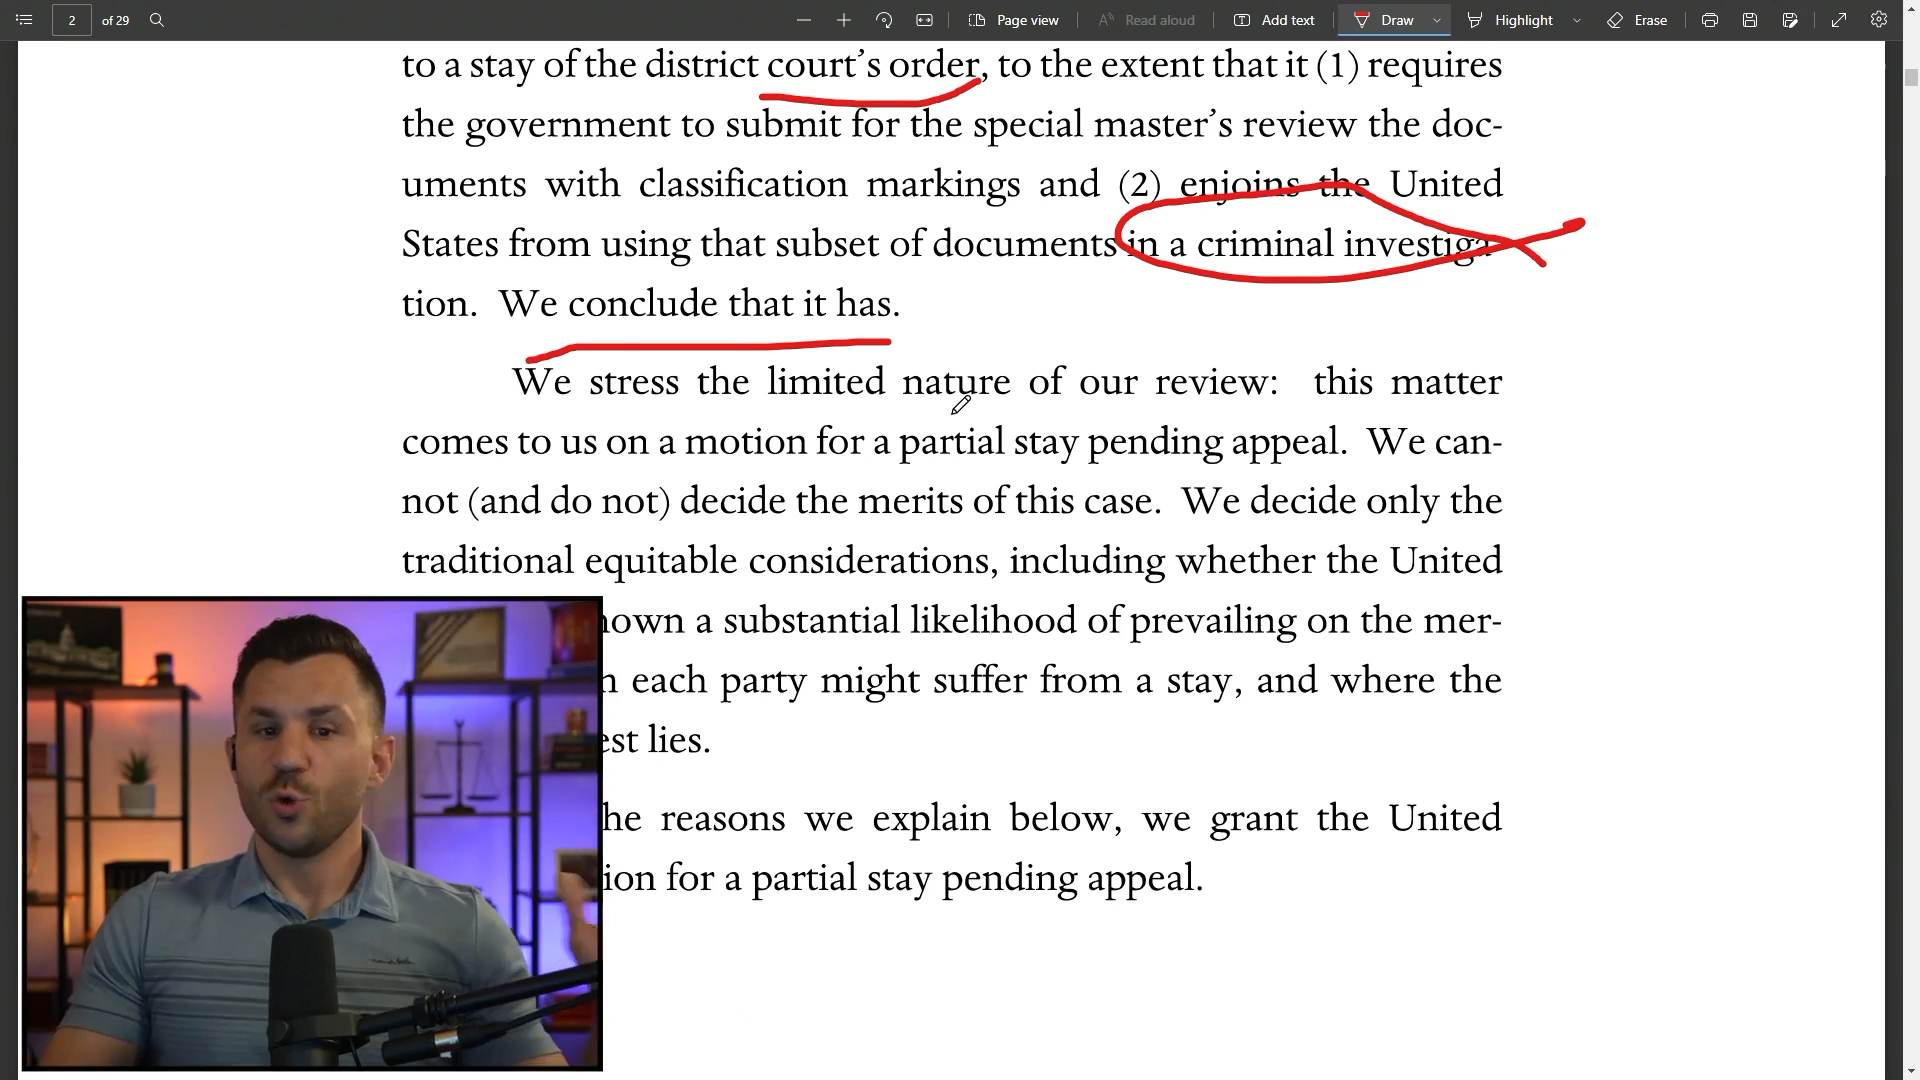 2 of 29 Page view Read aloud Add text Draw Highlight Erase
to a stay of the district court’s order, to the extent that it (1) requires
the government to submit for the special master’s review the doc-
uments with classification markings and (2) enjoins the United
States from using that subset of documents in a criminal investiga-
tion. We conclude that it has.
We stress the limited nature of our review: this matter
comes to us on a motion for a partial stay pending appeal. We can-
not (and do not) decide the merits of this case. We decide only the
traditional equitable considerations, including whether the United
hown a substantial likelihood of prevailing on the mer-
each party might suffer from a stay, and where the
est lies.
he reasons we explain below, we grant the United
ion for a partial stay pending appeal.